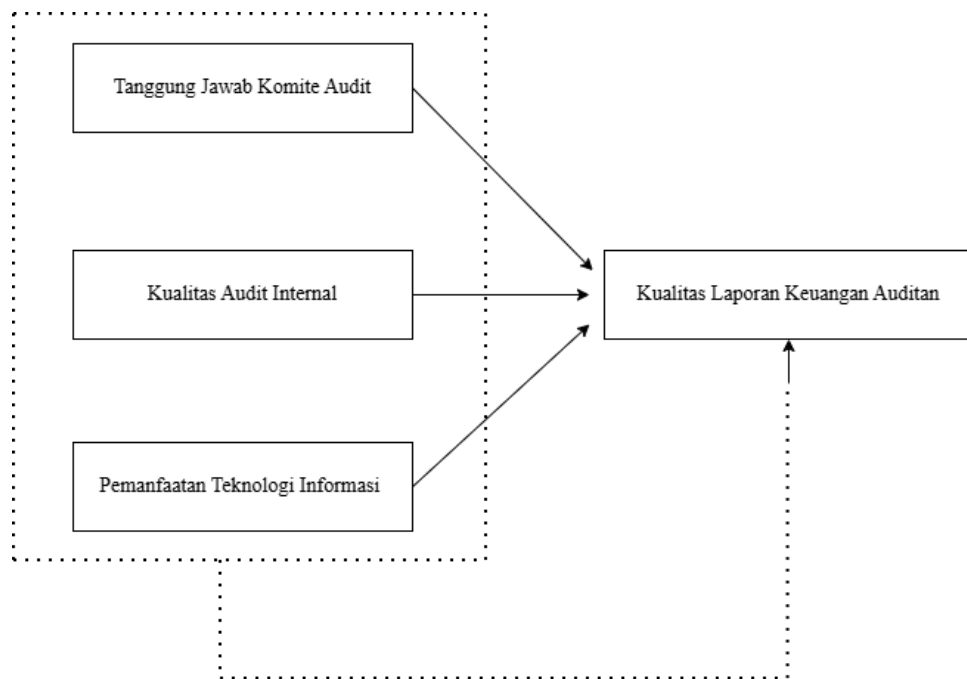 Tanggung Jawab Komite Audit
Kualitas Audit Internal
Kualitas Laporan Keuangan Auditan
Pemanfaatan Teknologi Informasi